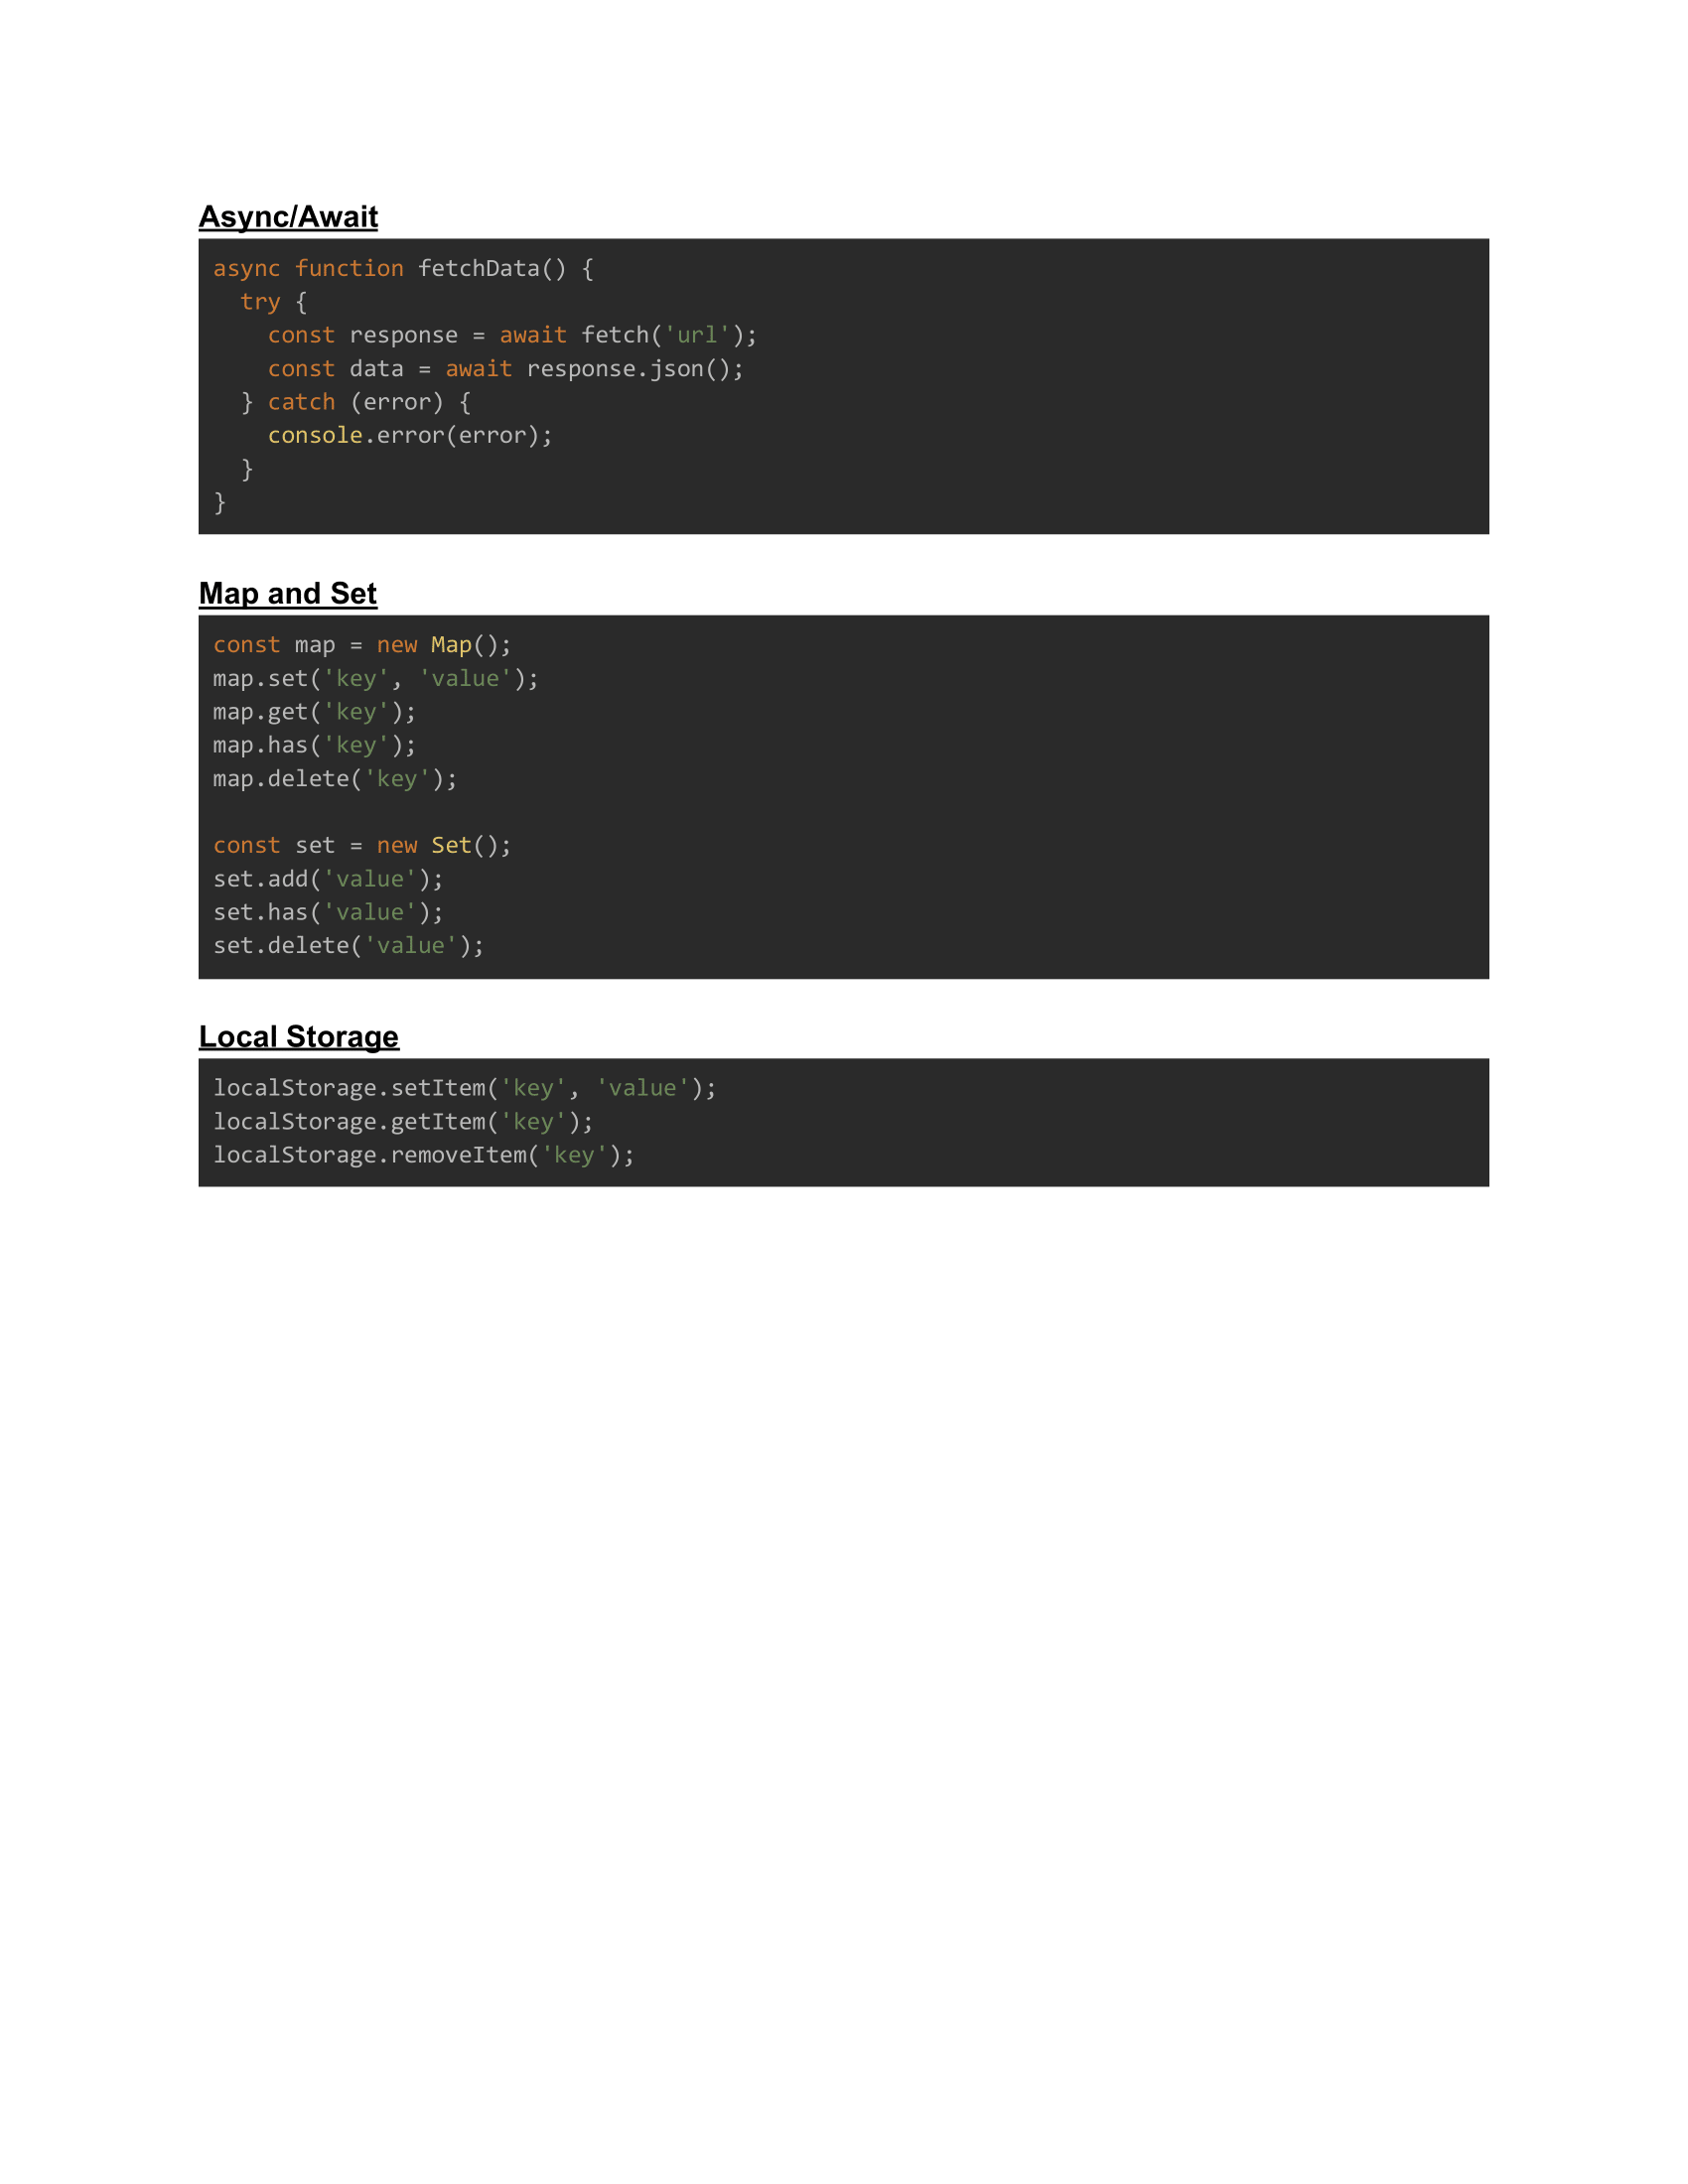 Async/Await
async function fetchData() {
  try {
    const response = await fetch('url');
    const data = await response.json();
  } catch (error) {
    console.error(error);
  }
}
Map and Set
const map = new Map();
map.set('key', 'value');
map.get('key');
map.has('key');
map.delete('key');

const set = new Set();
set.add('value');
set.has('value');
set.delete('value');
Local Storage
localStorage.setItem('key', 'value');
localStorage.getItem('key');
localStorage.removeItem('key');